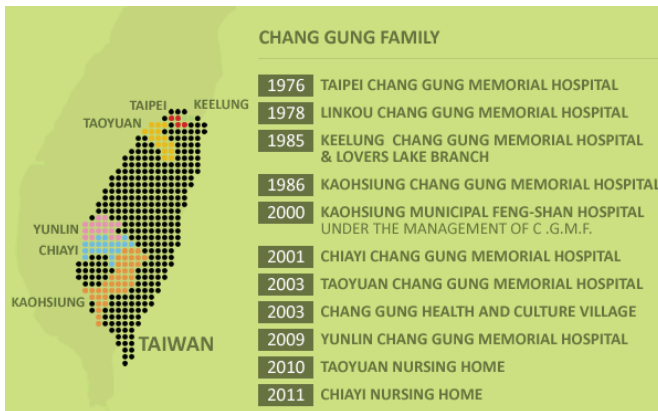 CHANG GUNG FAMILY
1976 TAIPEI CHANG GUNG MEMORIAL HOSPITAL
1978 LINKOU CHANG GUNG MEMORIAL HOSPITAL
1985 KEELUNG CHANG GUNG MEMORIAL HOSPITAL
& LOVERS LAKE BRANCH
1986 KAOHSIUNG CHANG GUNG MEMORIAL HOSPITAL
2000 KAOHSIUNG MUNICIPAL FENG-SHAN HOSPITAL
UNDER THE MANAGEMENT OF C .G.M.F.
2001 CHIAYI CHANG GUNG MEMORIAL HOSPITAL
2003 TAOYUAN CHANG GUNG MEMORIAL HOSPITAL
2003 CHANG GUNG HEALTH AND CULTURE VILLAGE
2009 YUNLIN CHANG GUNG MEMORIAL HOSPITAL
2010 TAOYUAN NURSING HOME
2011 CHIAYI NURSING HOME
TAIPEI
KEELUNG
TAOYUAN
YUNLIN
CHIAYI
KAOHSIUNG
TAIWAN